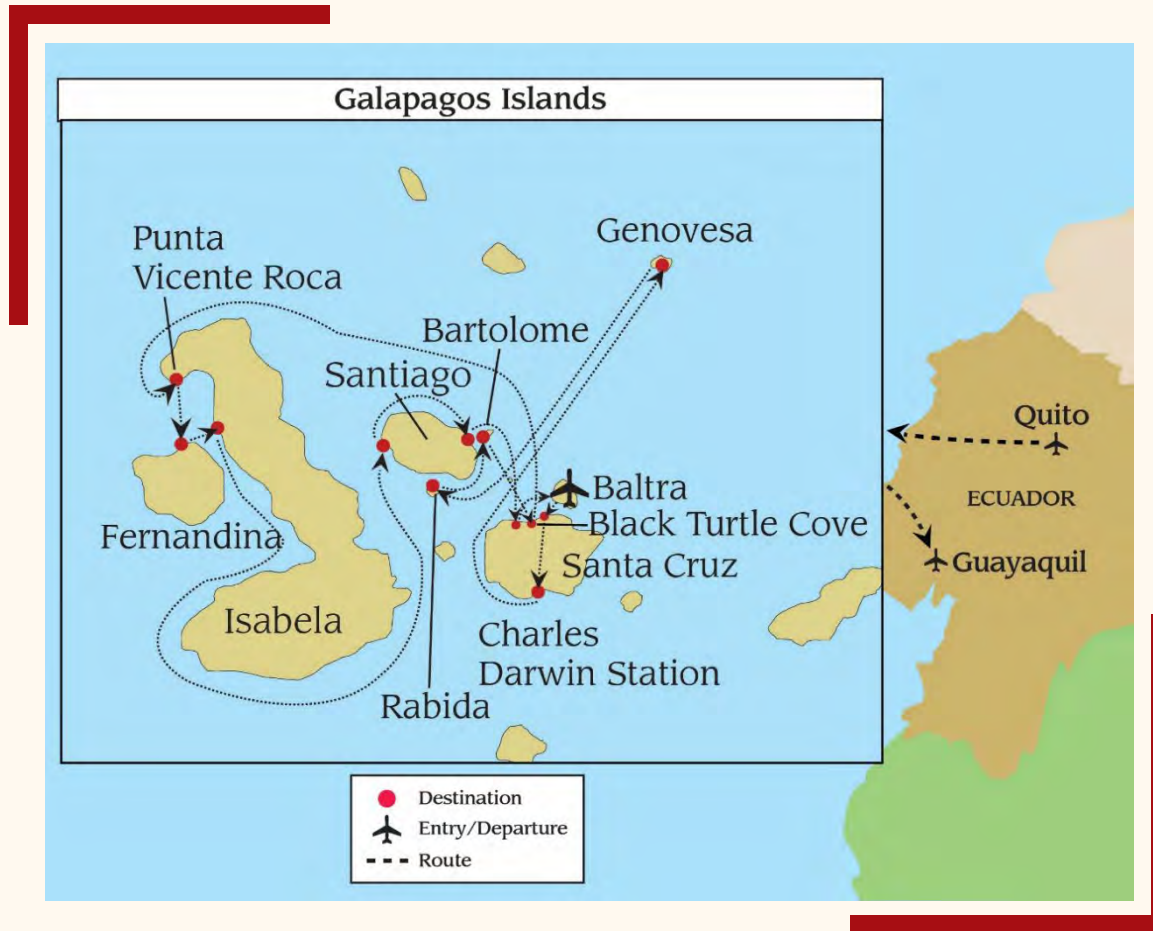 Galapagos Islands
Punta
Vicente Roca
Genovesa
Bartolome
Santiago
Quito
Baltra
ECUADOR
Black Turtle Cove
Fernandina
Santa Cruz
Guayaquil
Isabela
Charles
Darwin Station
Rabida
Destination
Entry/Departure
Route